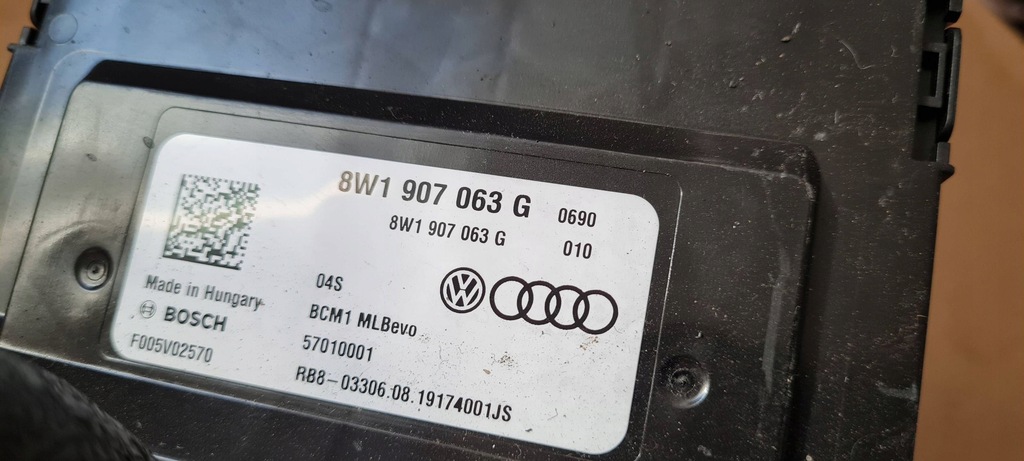 8W1 907 063 G 0690
8W1 907 063 G 010
04S
Made in Hungary
BCM1 MLBevo
BOSCH
57010001
F005V02570
RB8-03306.08.19174001JS